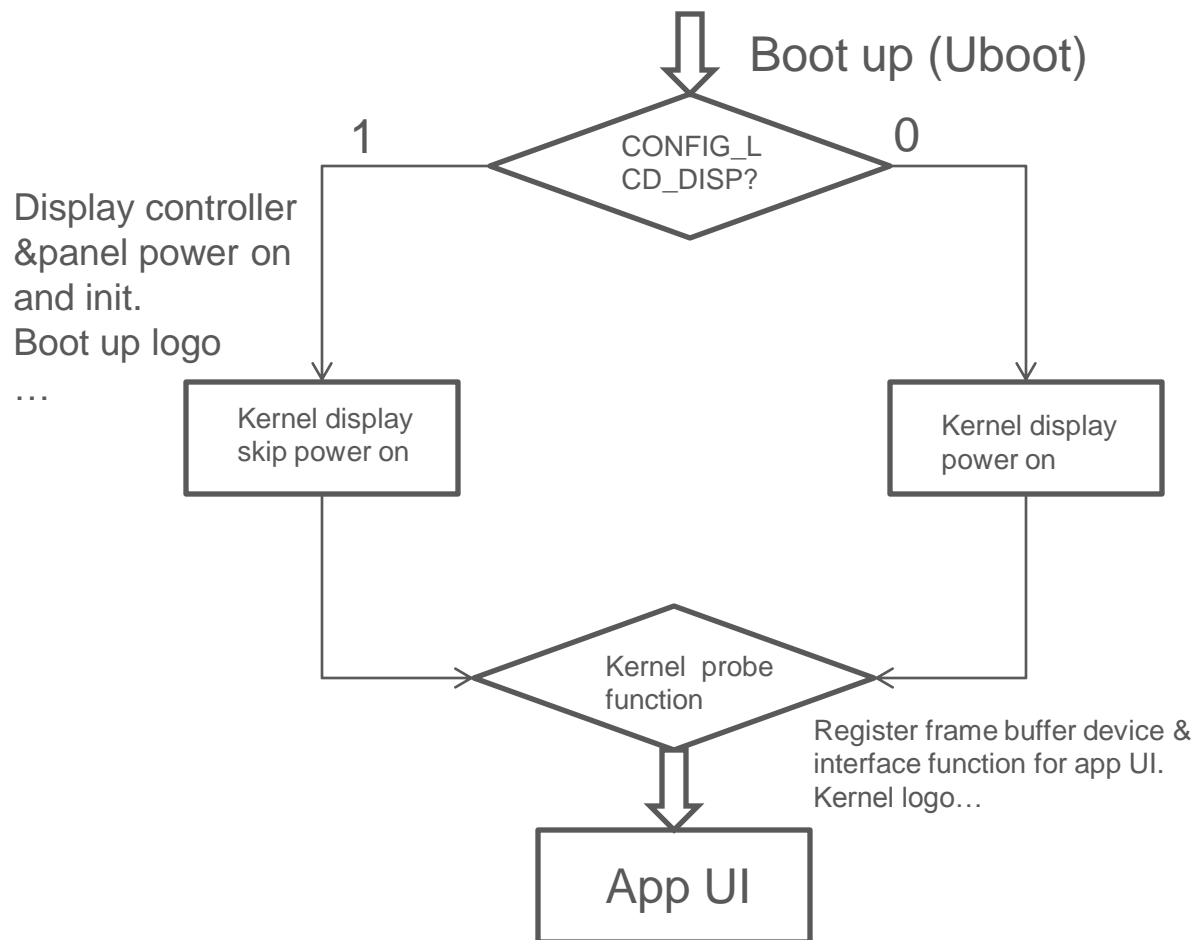 Boot up (Uboot)
1
0
CONFIG_L
CD_DISP?
Display controller
&panel power on
and init.
Boot up logo
…
Kernel display
skip power on
Kernel display
power on
Kernel  probe
function
Register frame buffer device &
interface function for app UI.
Kernel logo…
App UI